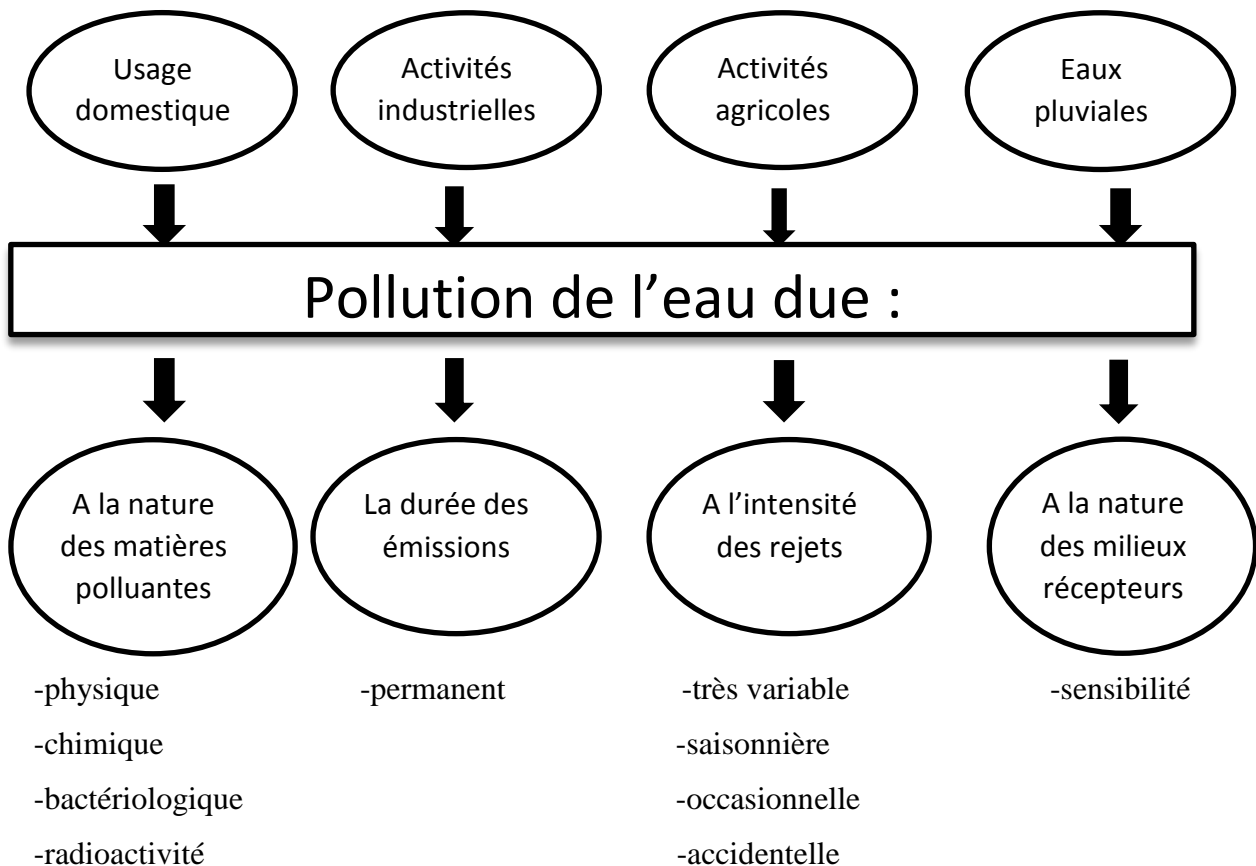 Usage
domestique
Activités
industrielles
Activités
agricoles
Eaux
pluviales
Pollution de l’eau due :
A la nature
des matières
polluantes
La durée des
émissions
A l’intensité
des rejets
A la nature
des milieux
récepteurs
-physique
-chimique
-bactériologique
-radioactivité
-permanent
-très variable
-saisonnière
-occasionnelle
-accidentelle
-sensibilité